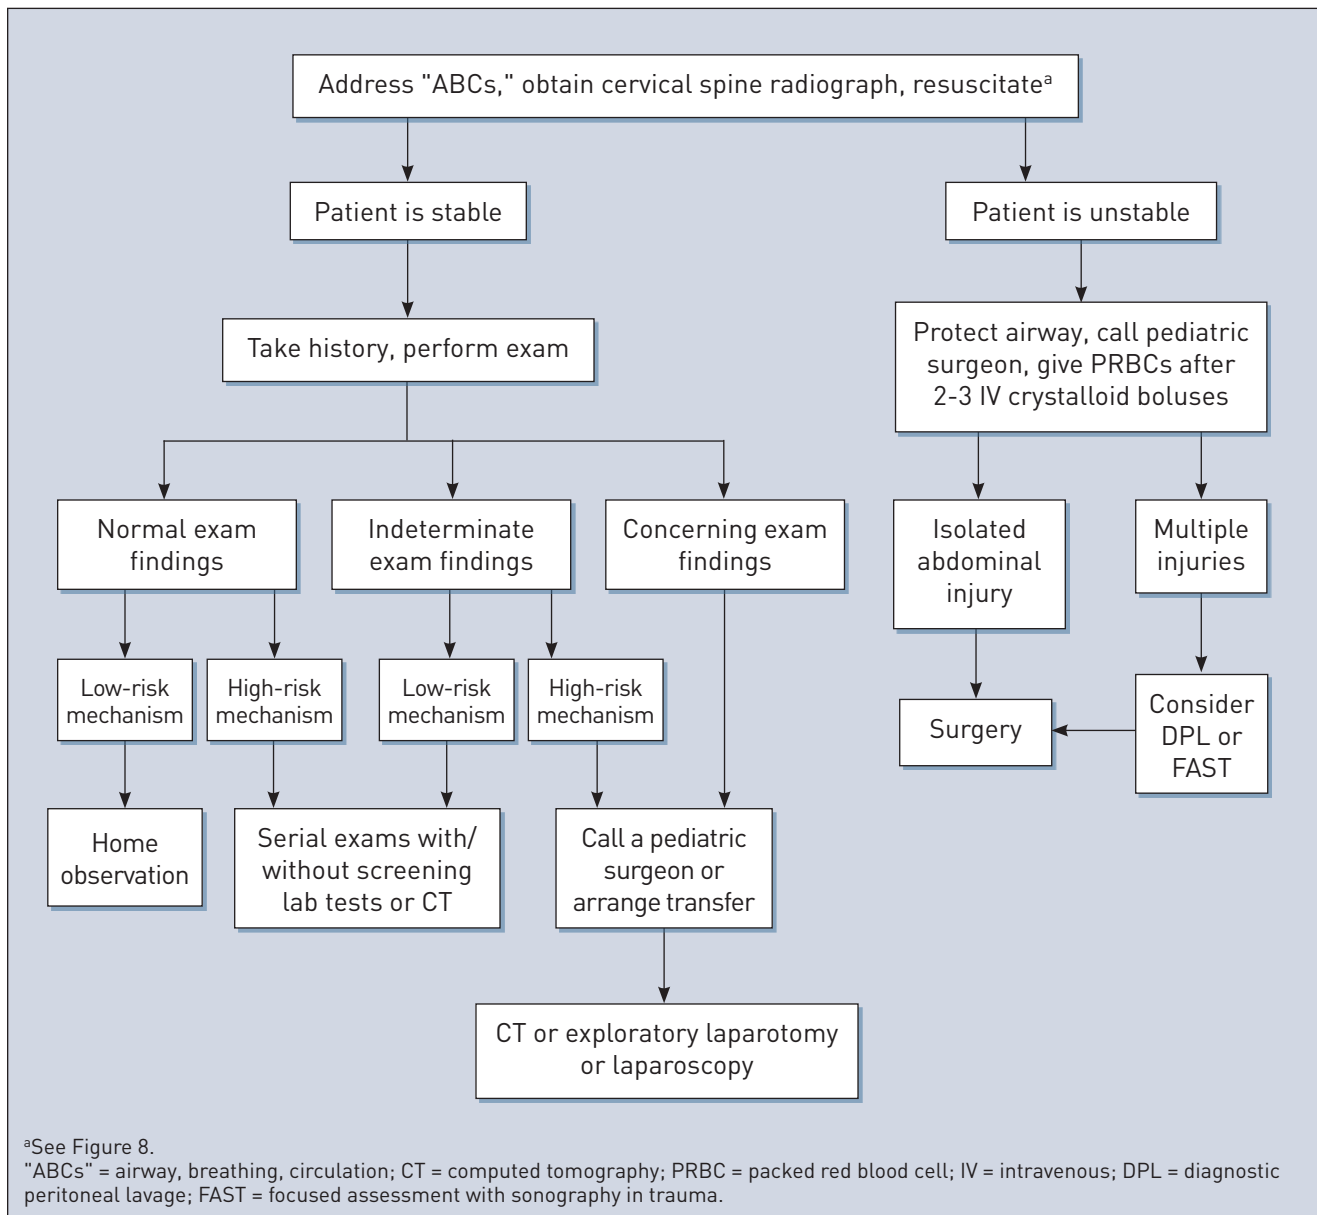 Address "ABCs," obtain cervical spine radiograph, resuscitateᵃ
Patient is stable
Patient is unstable
Take history, perform exam
Protect airway, call pediatric
surgeon, give PRBCs after
2-3 IV crystalloid boluses
Normal exam
findings
Indeterminate
exam findings
Concerning exam
findings
Isolated
abdominal
injury
Multiple
injuries
Low-risk
mechanism
High-risk
mechanism
Low-risk
mechanism
High-risk
mechanism
Surgery
Consider
DPL or
FAST
Home
observation
Serial exams with/
without screening
lab tests or CT
Call a pediatric
surgeon or
arrange transfer
CT or exploratory laparotomy
or laparoscopy
ᵃSee Figure 8.
"ABCs" = airway, breathing, circulation; CT = computed tomography; PRBC = packed red blood cell; IV = intravenous; DPL = diagnostic
peritoneal lavage; FAST = focused assessment with sonography in trauma.